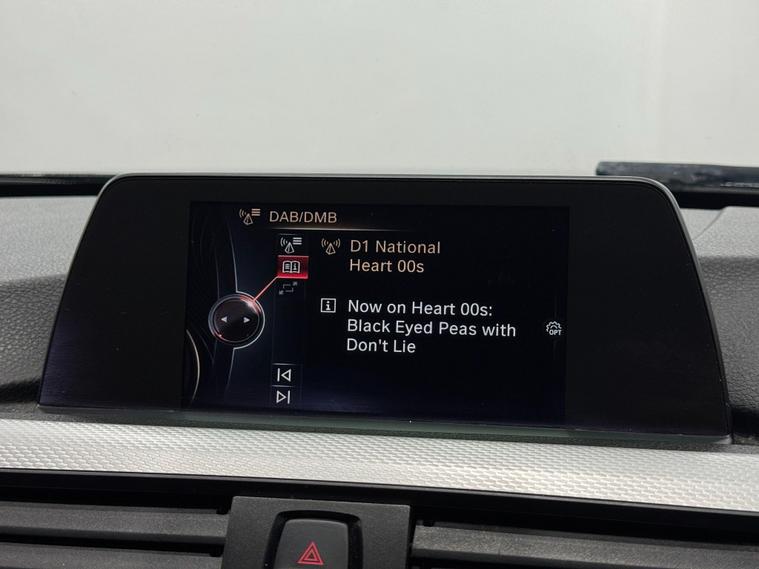 DAB/DMB
D1 National
Heart 00s
i Now on Heart 00s:
Black Eyed Peas with
Don't Lie
OPT